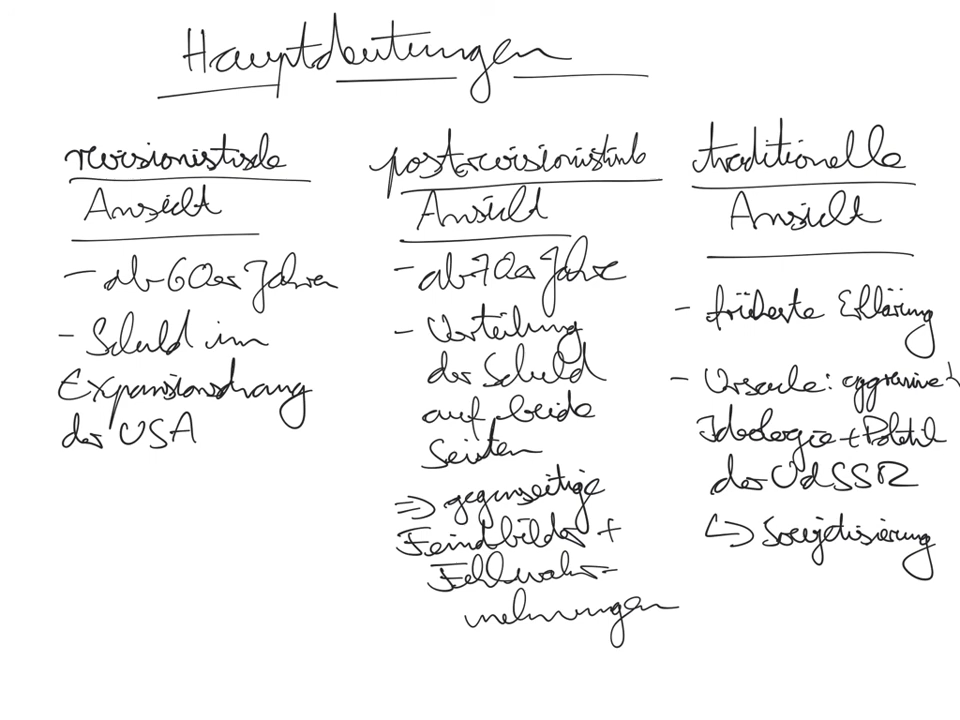 Hauptdeutungen
revisionistische
Ansicht
- ab 60er Jahren
- Schuld im
Expansionsdrang
der USA
postrevisionistische
Ansicht
- ab 70er Jahre
- Verteilung
der Schuld
auf beide
Seiten
=> gegenseitige
Feindbilder +
Fehlwahr-
nehmungen
traditionelle
Ansicht
- früheste Erklärung
- Ursache: aggressive
Ideologie + Politik
der UdSSR
↳ Sowjetisierung